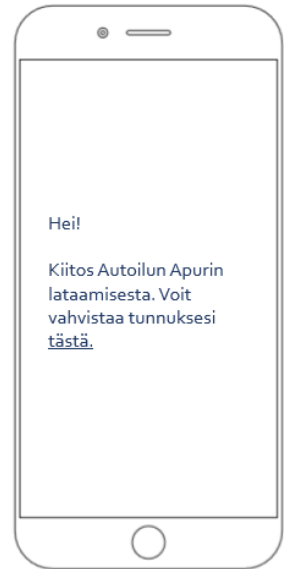 Hei!
Kiitos Autoilun Apurin
lataamisesta. Voit
vahvistaa tunnuksesi
tästä.